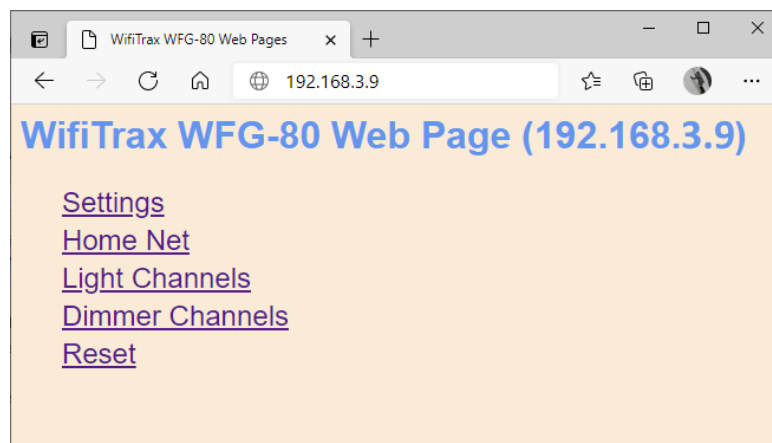 WifiTrax WFG-80 Web Pages
192.168.3.9
WifiTrax WFG-80 Web Page (192.168.3.9)
Settings
Home Net
Light Channels
Dimmer Channels
Reset